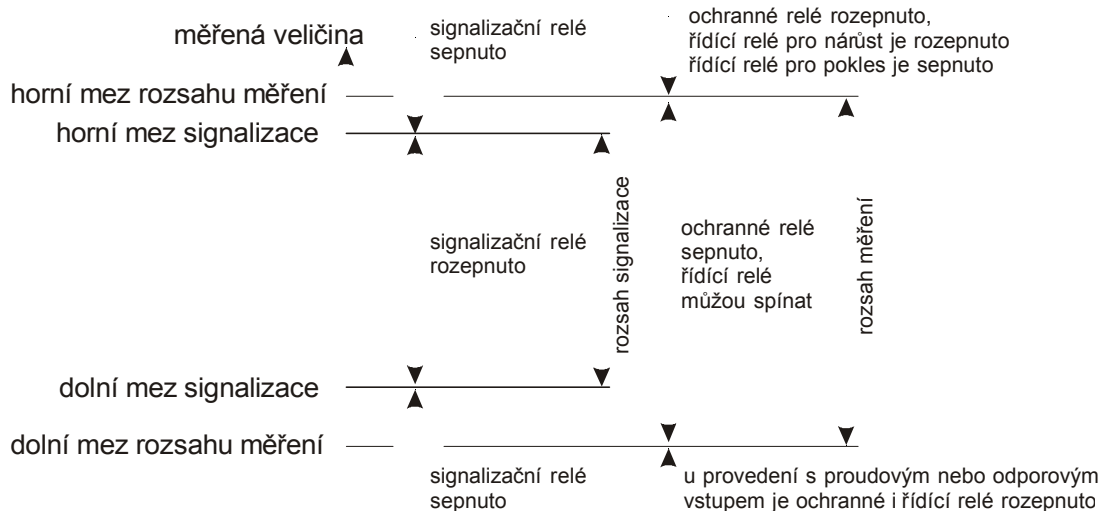 měřená veličina
signalizační relé
sepnuto
ochranné relé rozepnuto,
řídící relé pro nárůst je rozepnuto
řídící relé pro pokles je sepnuto
horní mez rozsahu měření
horní mez signalizace
signalizační relé
rozepnuto
rozsah signalizace
ochranné relé
sepnuto,
řídící relé
můžou spínat
rozsah měření
dolní mez signalizace
dolní mez rozsahu měření
signalizační relé
sepnuto
u provedení s proudovým nebo odporovým
vstupem je ochranné i řídící relé rozepnuto